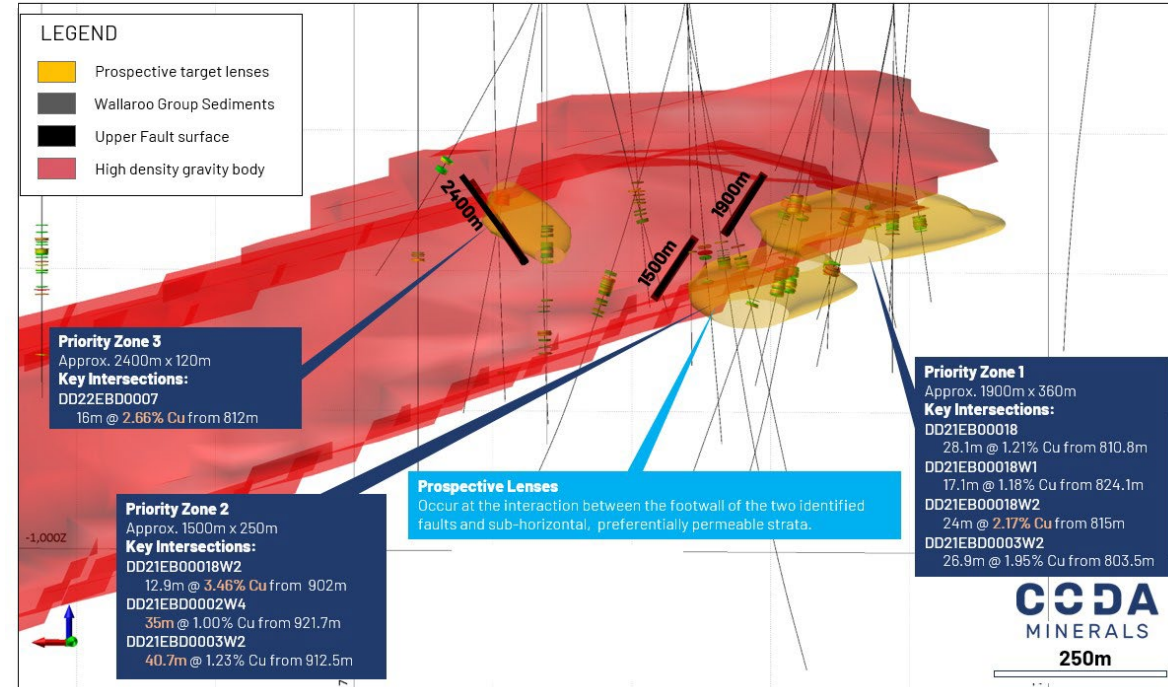 LEGEND
Prospective target lenses
Wallaroo Group Sediments
Upper Fault surface
High density gravity body
2400m
1900m
1500m
Priority Zone 3
Approx. 2400m x 120m
Key Intersections:
DD22EBD0007
16m @ 2.66% Cu from 812m
Priority Zone 2
Approx. 1500m x 250m
Key Intersections:
DD21EB00018W2
12.9m @ 3.46% Cu from 902m
DD21EBD0002W4
35m @ 1.00% Cu from 921.7m
DD21EBD0003W2
40.7m @ 1.23% Cu from 912.5m
Prospective Lenses
Occur at the interaction between the footwall of the two identified
faults and sub-horizontal, preferentially permeable strata.
Priority Zone 1
Approx. 1900m x 360m
Key Intersections:
DD21EB00018
28.1m @ 1.21% Cu from 810.8m
DD21EB00018W1
17.1m @ 1.18% Cu from 824.1m
DD21EB00018W2
24m @ 2.17% Cu from 815m
DD21EBD0003W2
26.9m @ 1.95% Cu from 803.5m
-1,000Z
CODA
MINERALS
250m